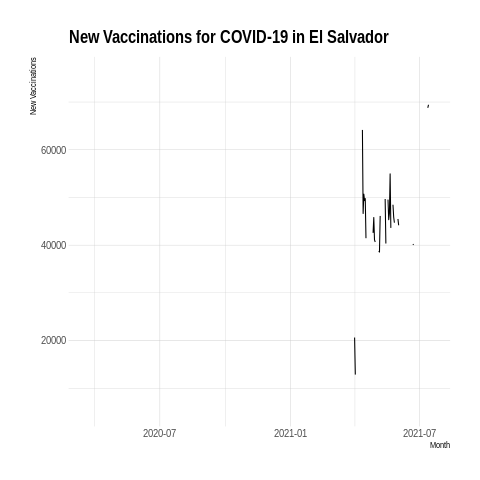 New Vaccinations for COVID-19 in El Salvador
New Vaccinations
60000
40000
20000
2020-07
2021-01
2021-07
Month